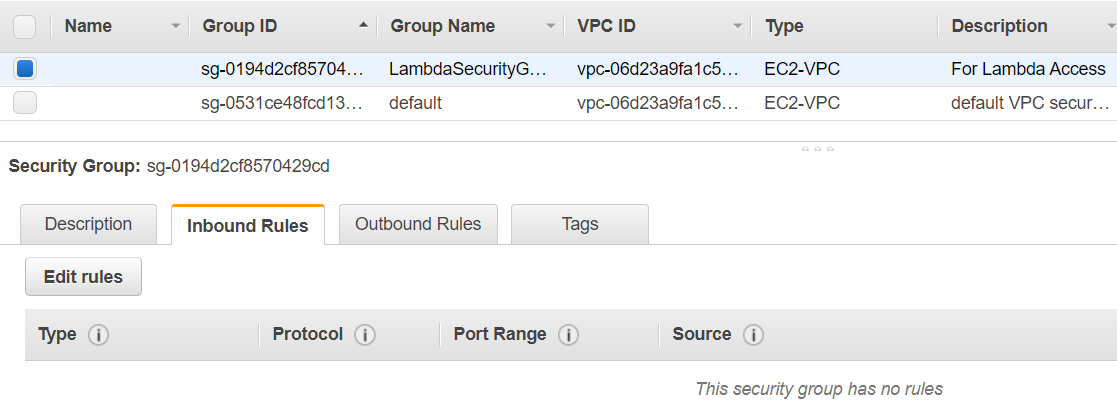 Name Group ID Group Name VPC ID Type Description
sg-0194d2cf85704… LambdaSecurityG… vpc-06d23a9fa1c5… EC2-VPC For Lambda Access
sg-0531ce48fcd13… default vpc-06d23a9fa1c5… EC2-VPC default VPC secur…
Security Group: sg-0194d2cf8570429cd
Description Inbound Rules Outbound Rules Tags
Edit rules
Type i Protocol i Port Range i Source i
This security group has no rules